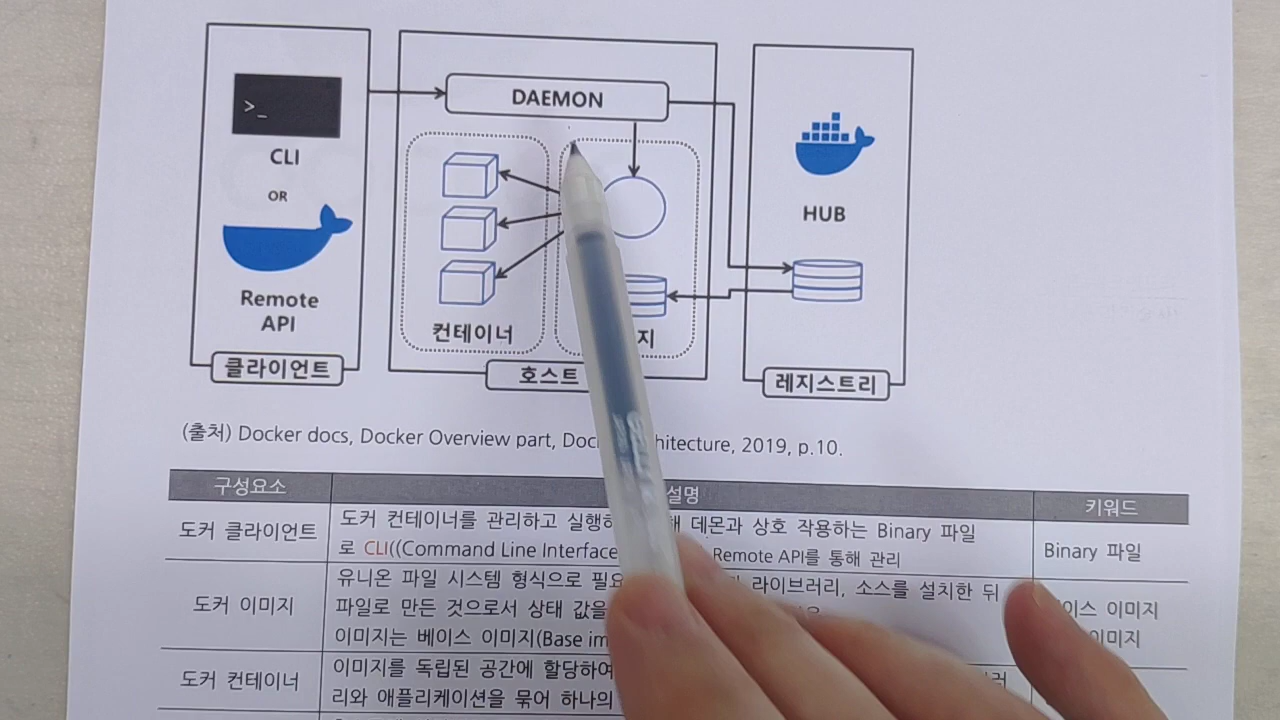 >_
DAEMON
CLI
OR
HUB
Remote
API
컨테이너
지
클라이언트
호스트
레지스트리
(출처) Docker docs, Docker Overview part, Doc hitecture, 2019, p.10.
구성요소 설명 키워드
도커 클라이언트
도커 컨테이너를 관리하고 실행하 해 데몬과 상호 작용하는 Binary 파일
로 CLI((Command Line Interface Remote API를 통해 관리
Binary 파일
도커 이미지
유니온 파일 시스템 형식으로 필요 라이브러리, 소스를 설치한 뒤
파일로 만든 것으로서 상태 값을
이미지는 베이스 이미지(Base im
이스 이미지
이미지
도커 컨테이너
이미지를 독립된 공간에 할당하여
리와 애플리케이션을 묶어 하나의